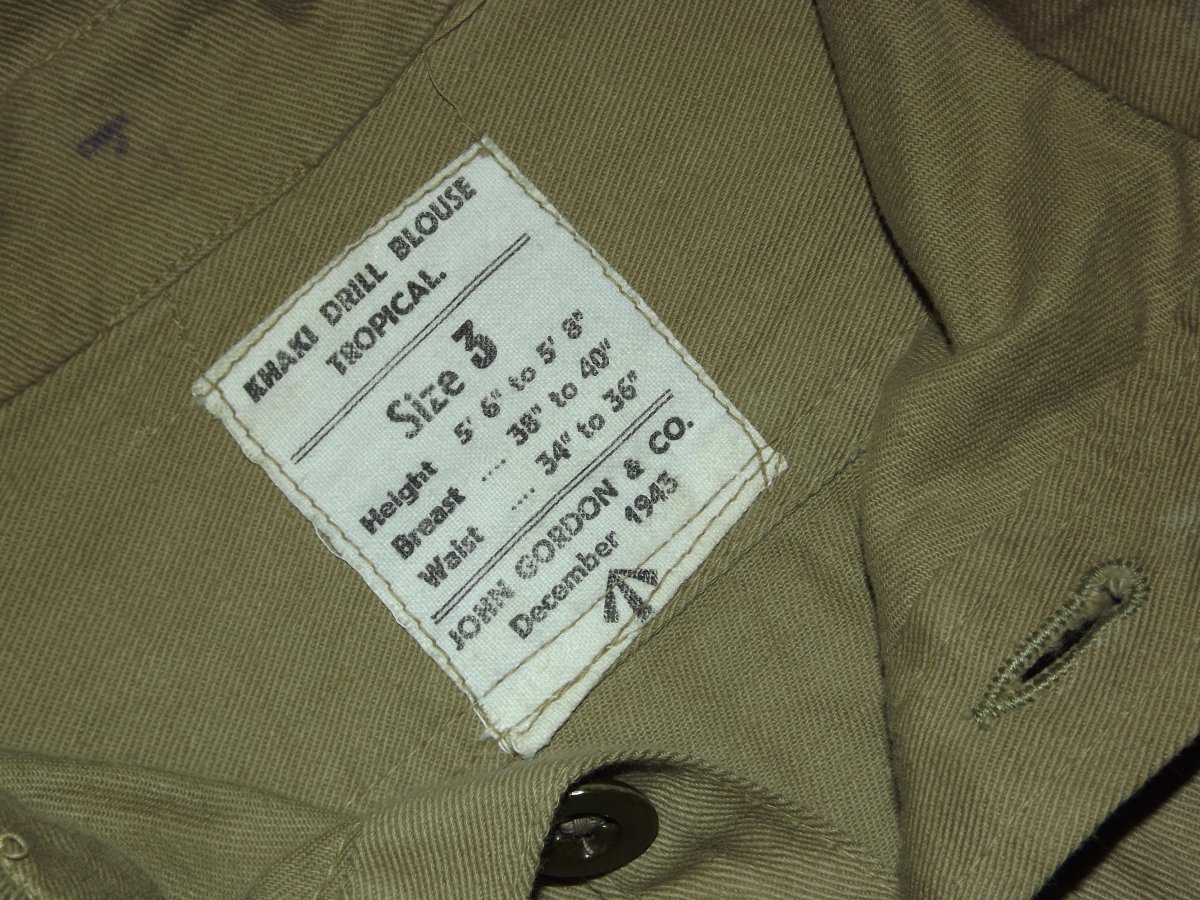 KHAKI DRILL BLOUSE
TROPICAL.
Size 3
Height 5' 6" to 5' 8"
Breast .... 38" to 40"
Waist .... 34" to 36"
JOHN GORDON & CO.
December 1943